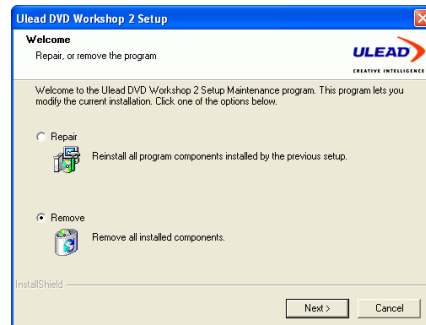 Ulead DVD Workshop 2 Setup
Welcome
Repair, or remove the program
ULEAD
CREATIVE INTELLIGENCE
Welcome to the Ulead DVD Workshop 2 Setup Maintenance program. This program lets you
modify the current installation. Click one of the options below.
Repair
Reinstall all program components installed by the previous setup.
Remove
Remove all installed components.
InstallShield
Next >
Cancel